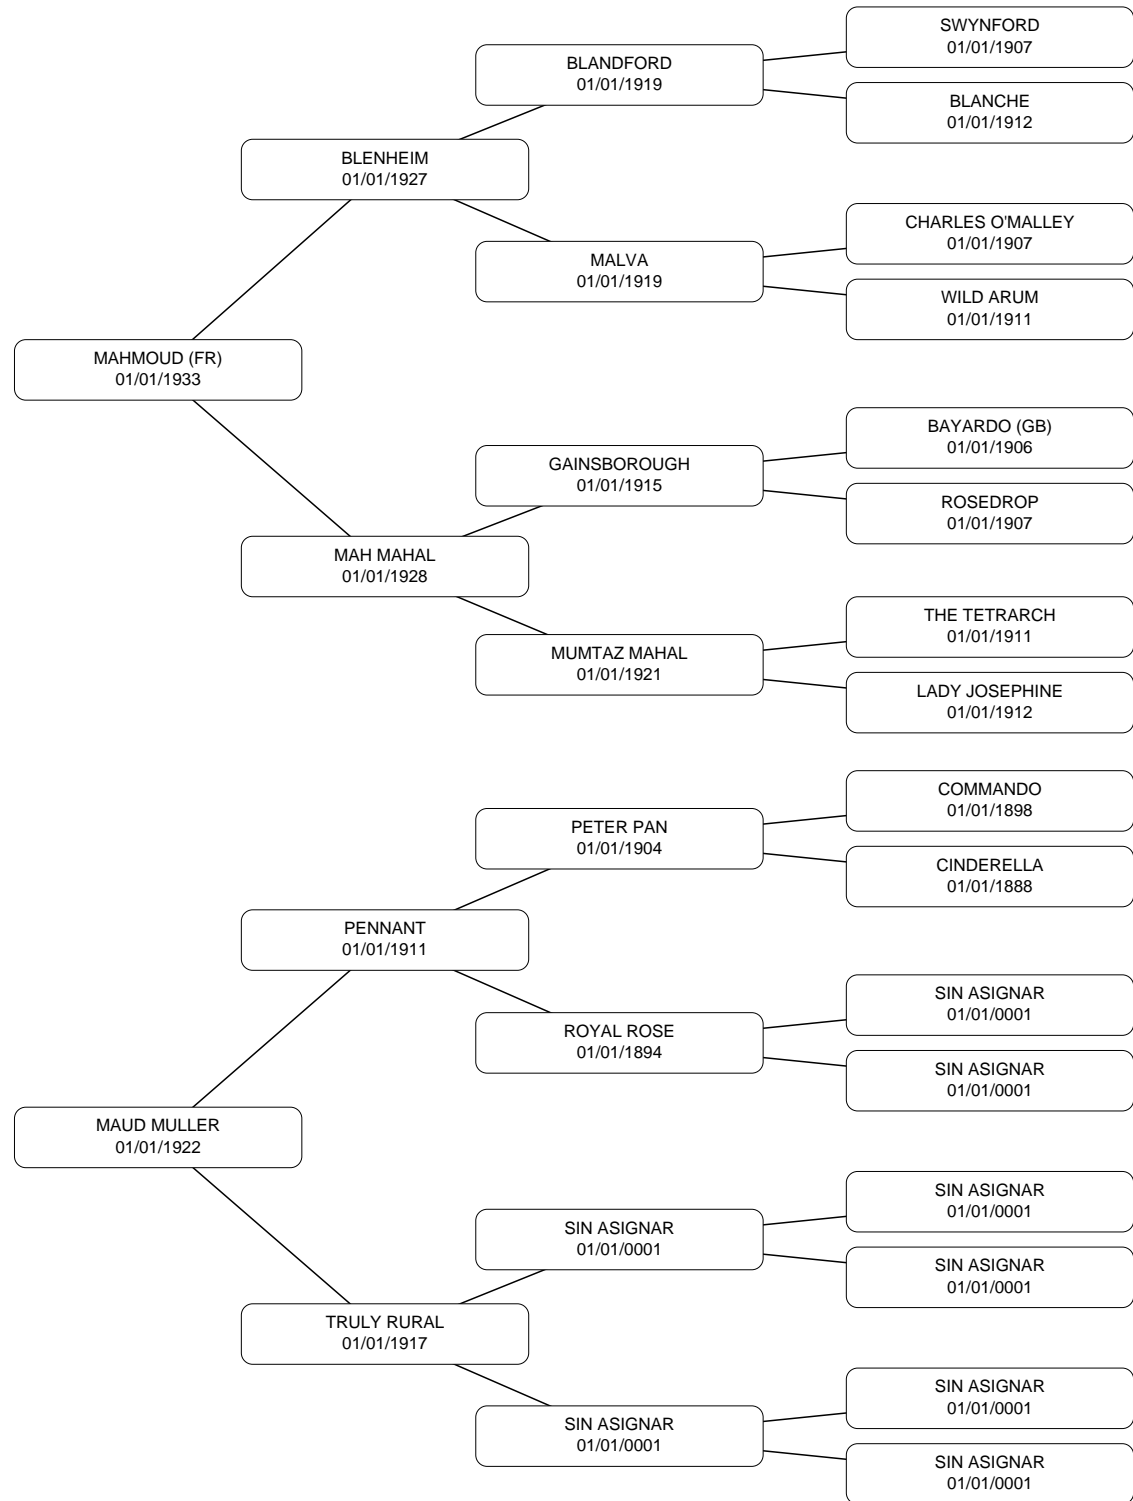 SWYNFORD
01/01/1907
BLANDFORD
01/01/1919
BLANCHE
01/01/1912
BLENHEIM
01/01/1927
CHARLES O'MALLEY
01/01/1907
MALVA
01/01/1919
WILD ARUM
01/01/1911
MAHMOUD (FR)
01/01/1933
BAYARDO (GB)
01/01/1906
GAINSBOROUGH
01/01/1915
ROSEDROP
01/01/1907
MAH MAHAL
01/01/1928
THE TETRARCH
01/01/1911
MUMTAZ MAHAL
01/01/1921
LADY JOSEPHINE
01/01/1912
COMMANDO
01/01/1898
PETER PAN
01/01/1904
CINDERELLA
01/01/1888
PENNANT
01/01/1911
SIN ASIGNAR
01/01/0001
ROYAL ROSE
01/01/1894
SIN ASIGNAR
01/01/0001
MAUD MULLER
01/01/1922
SIN ASIGNAR
01/01/0001
SIN ASIGNAR
01/01/0001
SIN ASIGNAR
01/01/0001
TRULY RURAL
01/01/1917
SIN ASIGNAR
01/01/0001
SIN ASIGNAR
01/01/0001
SIN ASIGNAR
01/01/0001